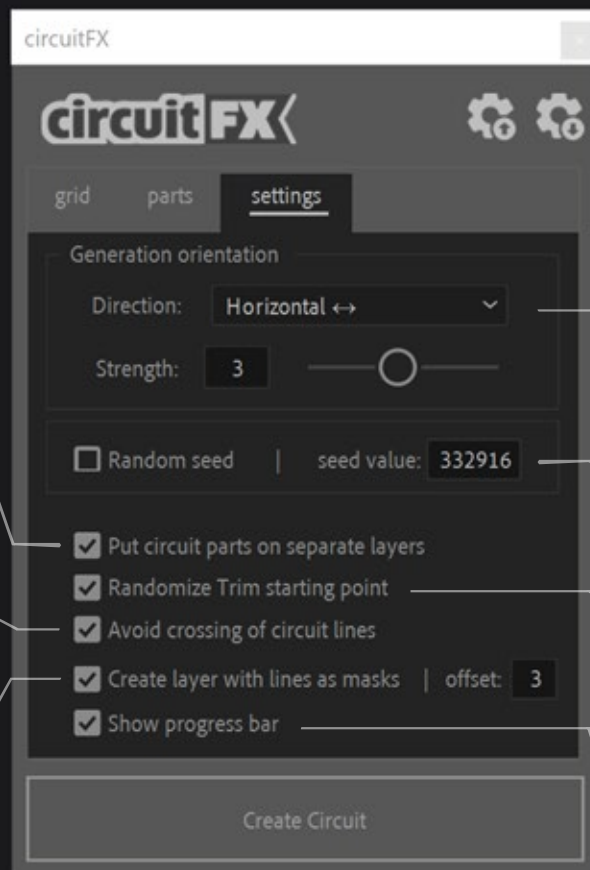 circuitFX
circuit FX
grid parts settings
Generation orientation
Direction: Horizontal ↔
Strength: 3
Random seed | seed value: 332916
Put circuit parts on separate layers
Randomize Trim starting point
Avoid crossing of circuit lines
Create layer with lines as masks | offset: 3
Show progress bar
Create Circuit